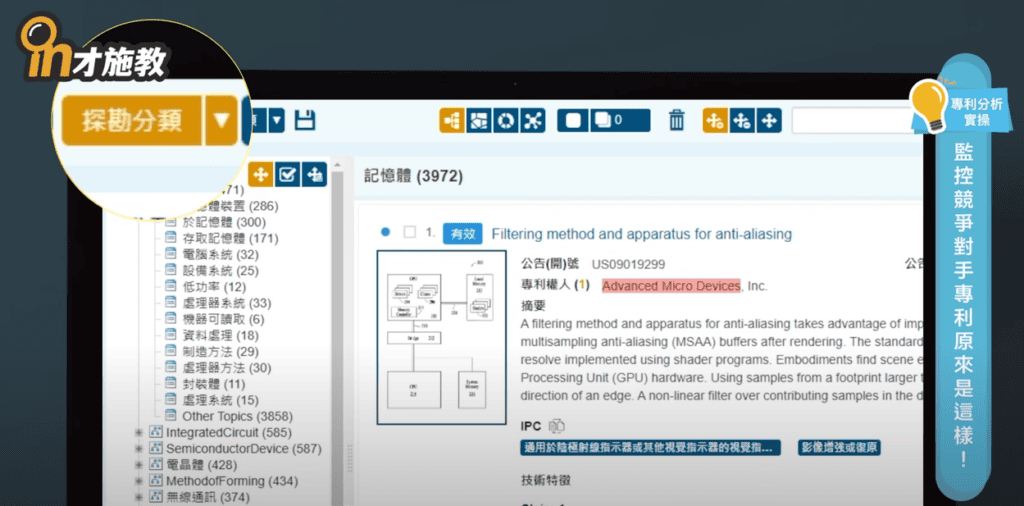 in才施教
探勘分類
0
專利分析
實操
監控競爭對手專利原來是這樣！
體裝置 (286)
於記憶體 (300)
存取記憶體 (171)
電腦系統 (32)
設備系統 (25)
低功率 (12)
處理器系統 (33)
機器可讀取 (6)
資料處理 (18)
制造方法 (29)
處理器方法 (30)
封裝體 (11)
處理系統 (15)
Other Topics (3858)
IntegratedCircuit (585)
SemiconductorDevice (587)
電晶體 (428)
MethodofForming (434)
無線通訊 (374)
記憶體 (3972)
1. 有效 Filtering method and apparatus for anti-aliasing
公告(開)號 US09019299
專利權人 (1) Advanced Micro Devices, Inc.
摘要
A filtering method and apparatus for anti-aliasing takes advantage of imp
multisampling anti-aliasing (MSAA) buffers after rendering. The standard
resolve implemented using shader programs. Embodiments find scene e
Processing Unit (GPU) hardware. Using samples from a footprint larger t
direction of an edge. A non-linear filter over contributing samples in the d
IPC
適用於陰極射線指示器或其他視覺指示器的視覺指... 影像增強或復原
技術特徵